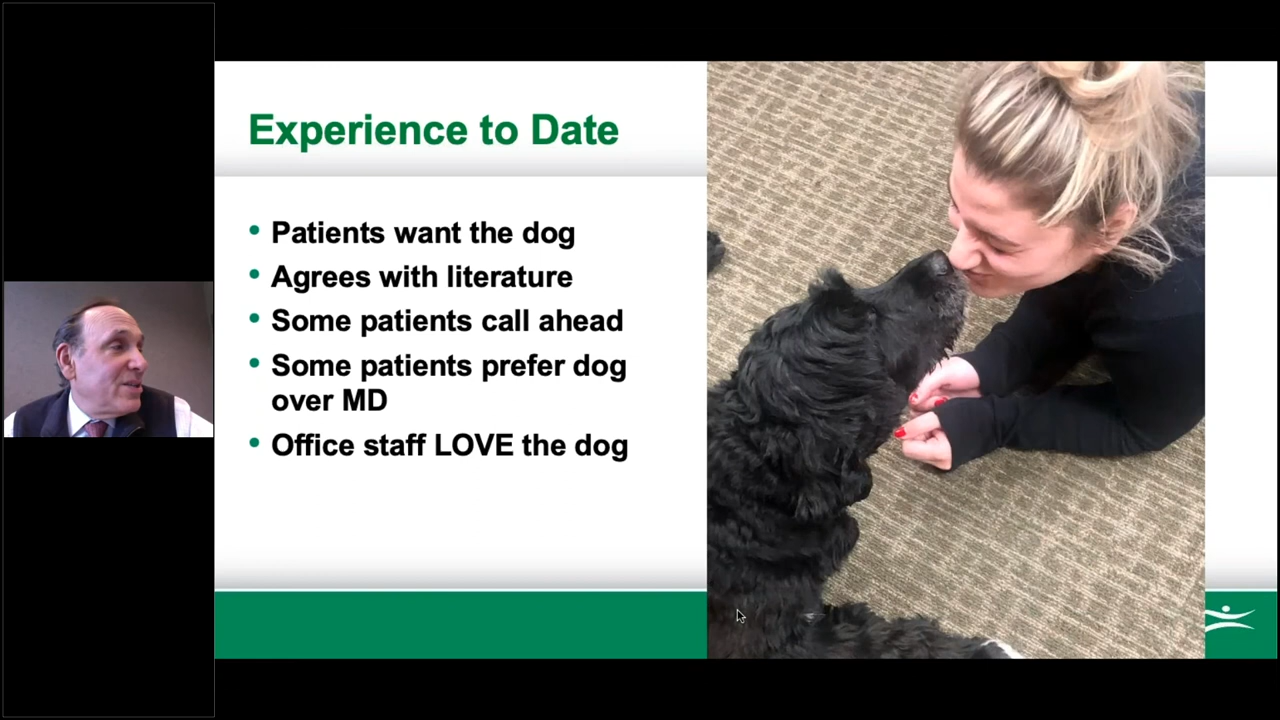 Experience to Date
• Patients want the dog
• Agrees with literature
• Some patients call ahead
• Some patients prefer dog
over MD
• Office staff LOVE the dog